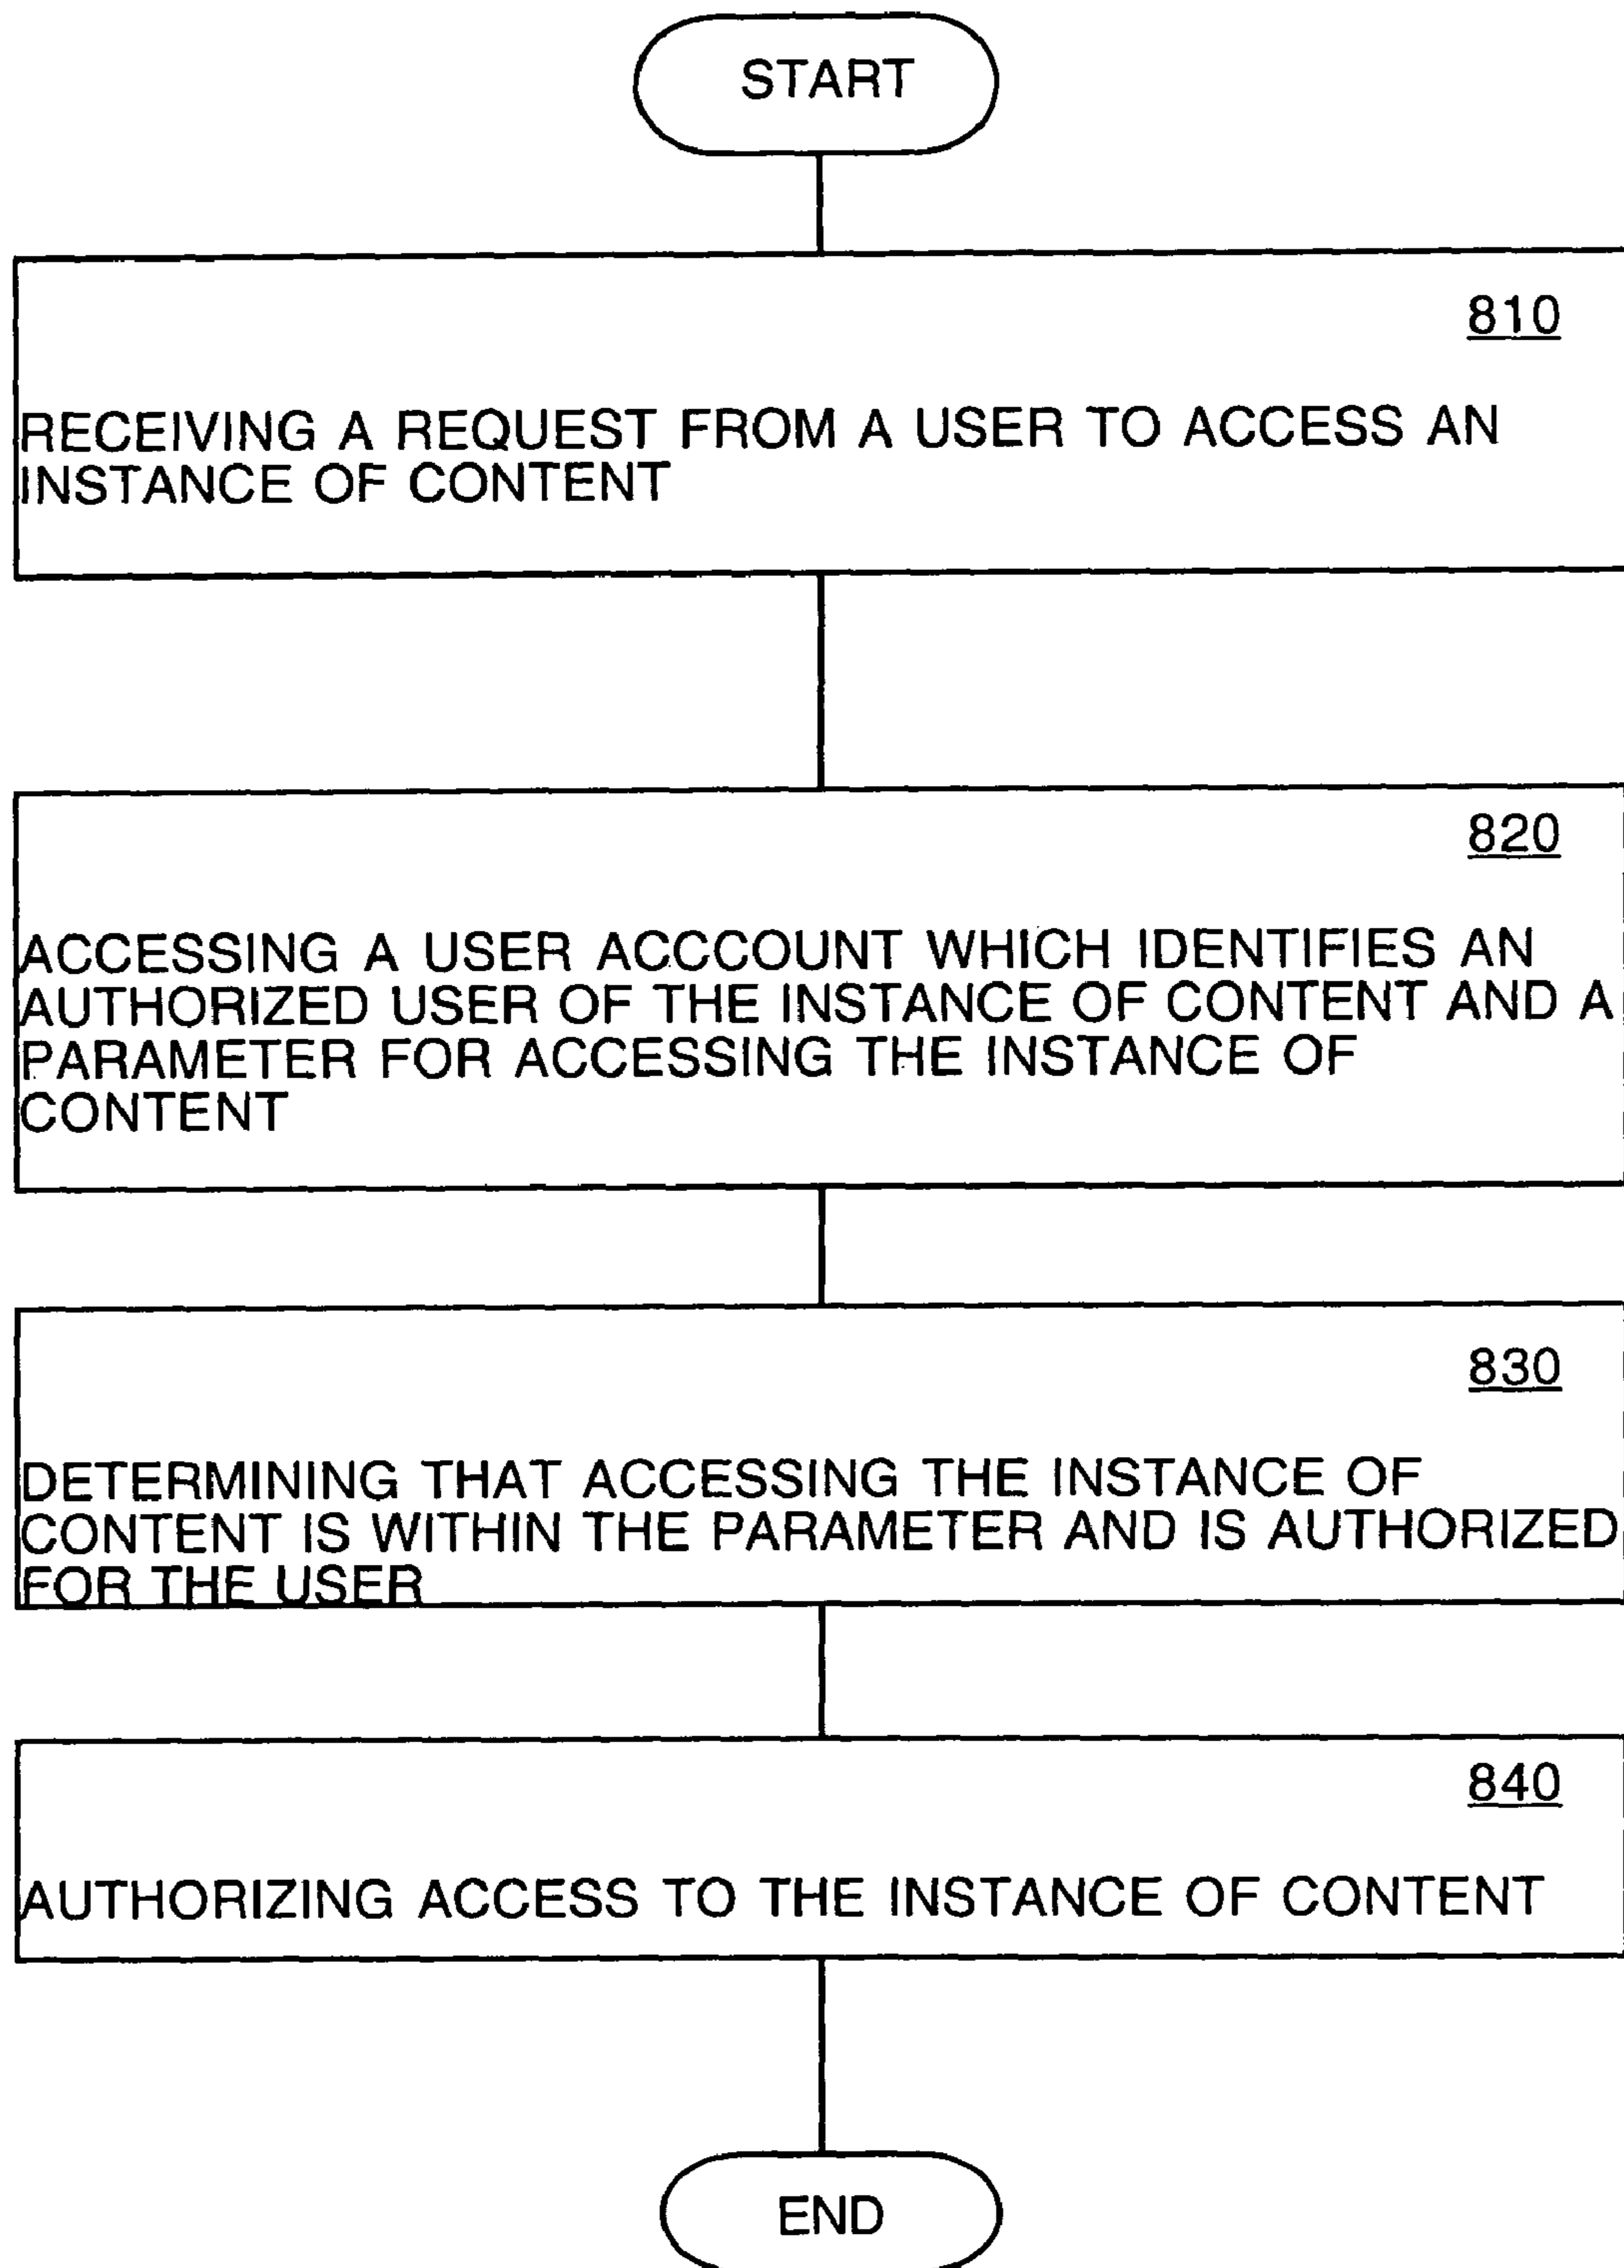 START
810
RECEIVING A REQUEST FROM A USER TO ACCESS AN
INSTANCE OF CONTENT
820
ACCESSING A USER ACCCOUNT WHICH IDENTIFIES AN
AUTHORIZED USER OF THE INSTANCE OF CONTENT AND A
PARAMETER FOR ACCESSING THE INSTANCE OF
CONTENT
830
DETERMINING THAT ACCESSING THE INSTANCE OF
CONTENT IS WITHIN THE PARAMETER AND IS AUTHORIZED
FOR THE USER
840
AUTHORIZING ACCESS TO THE INSTANCE OF CONTENT
END